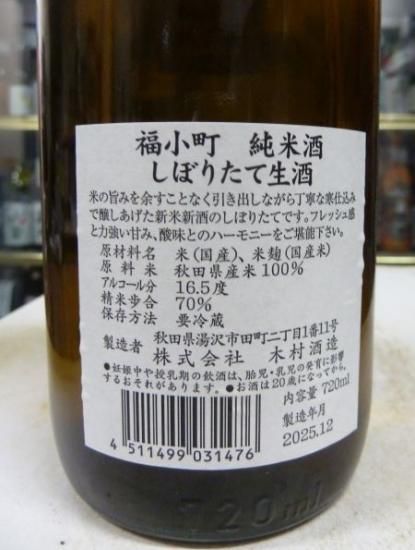 福小町 純米酒
しぼりたて生酒
米の旨みを余すことなく引き出しながら丁寧な寒仕込み
で醸しあげた新米新酒のしぼりたてです。フレッシュ感
と力強い甘み、酸味とのハーモニーをご堪能下さい。
原材料名 米(国産)、米麹(国産米)
原料米 秋田県産米100%
アルコール分 16.5度
精米歩合 70%
保存方法 要冷蔵
製造者 秋田県湯沢市田町二丁目1番11号
株式会社 木村酒造
●妊娠中や授乳期の飲酒は、胎児・乳児の発育に影響
するおそれがあります。●お酒は20歳になってから。
内容量 720ml
製造年月
2025.12
4 511499 031476
720ml